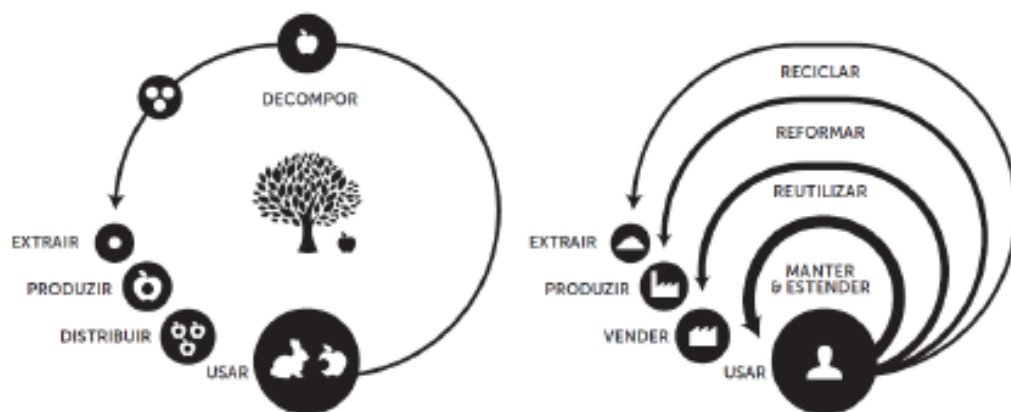 DECOMPOR
EXTRAIR
PRODUZIR
DISTRIBUIR
USAR
RECICLAR
REFORMAR
REUTILIZAR
MANTER
& ESTENDER
EXTRAIR
PRODUZIR
VENDER
USAR